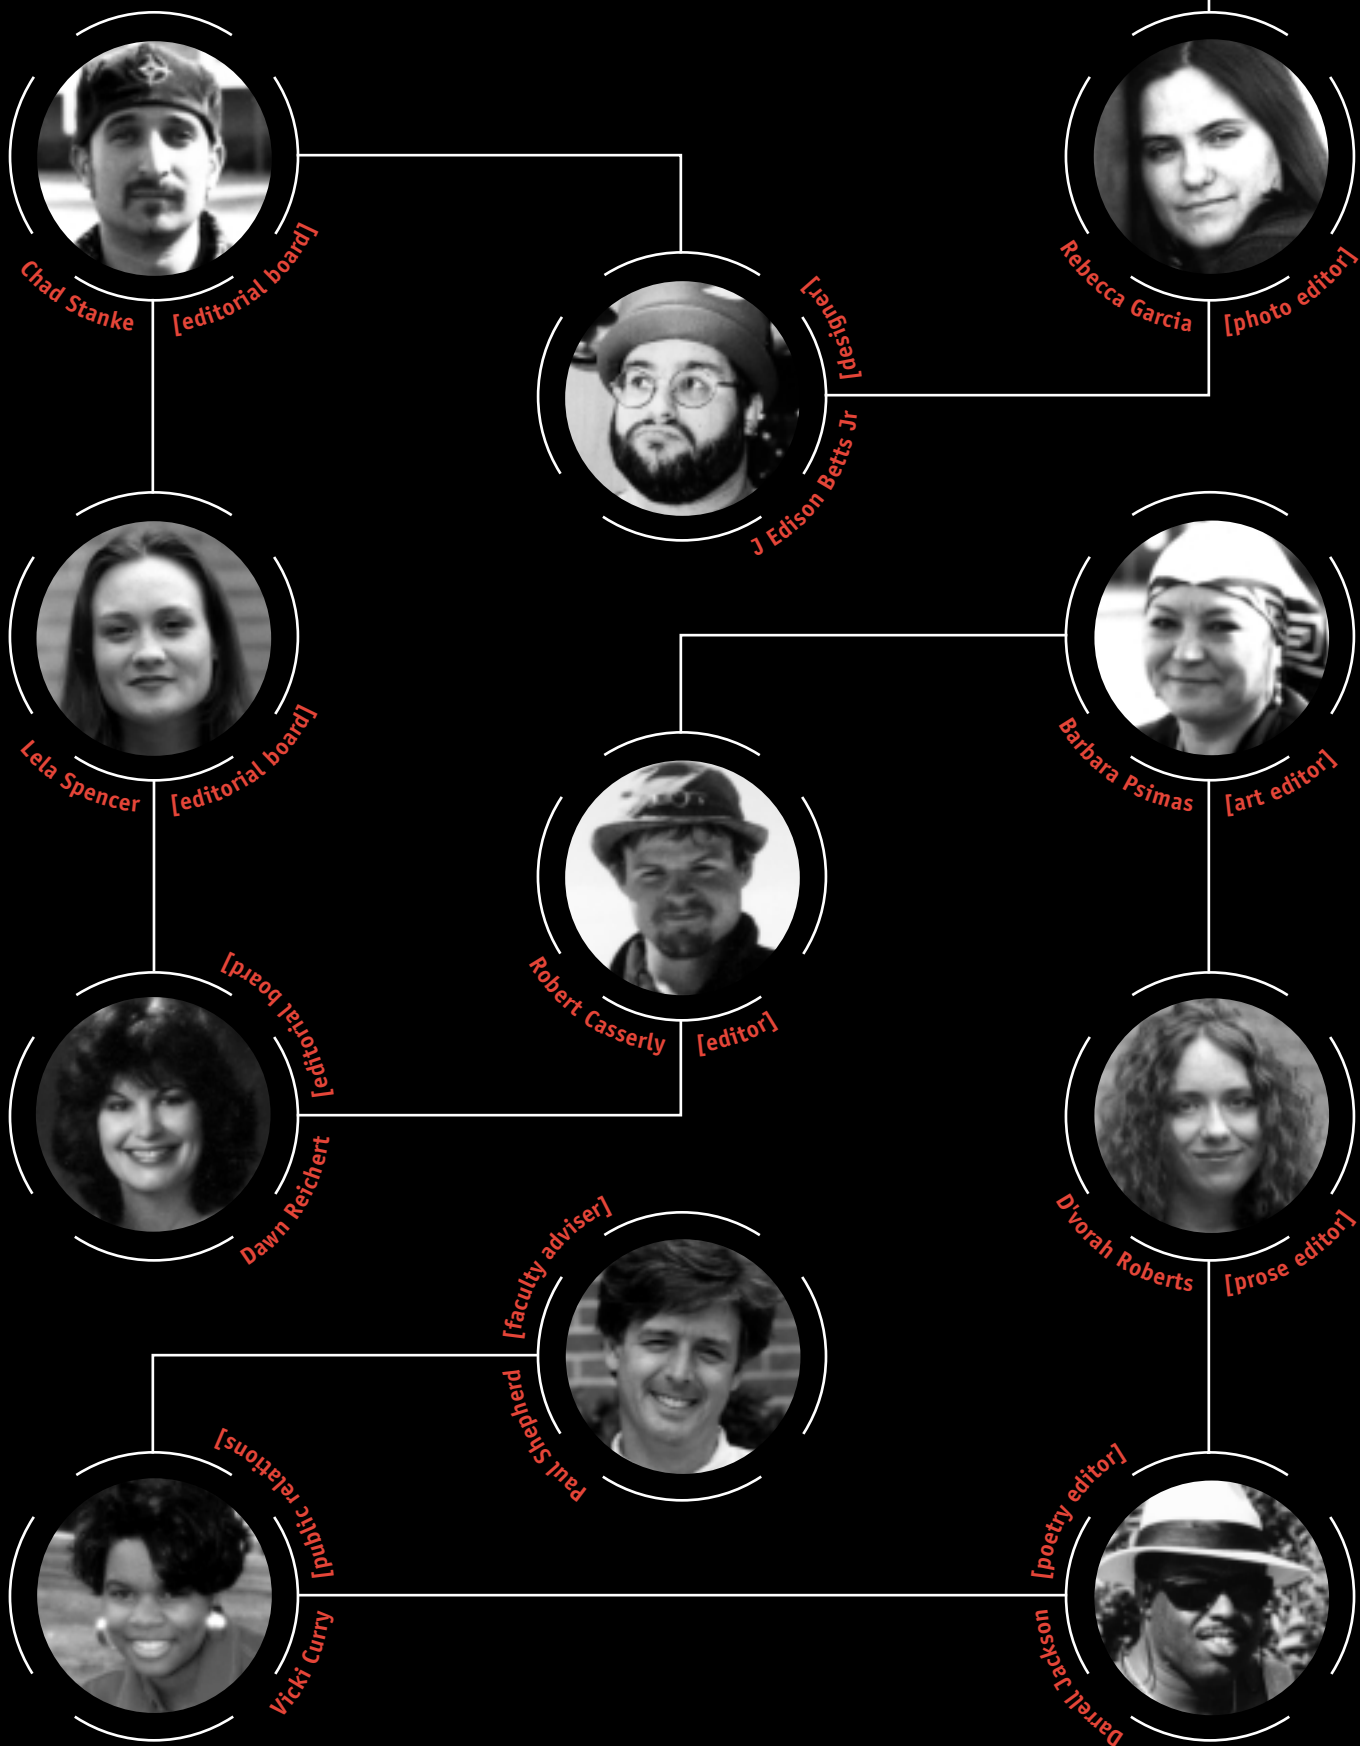 Chad Stanke [editorial board]
Rebecca Garcia [photo editor]
J Edison Betts Jr [designer]
Lela Spencer [editorial board]
Barbara Psimas [art editor]
Robert Casserly [editor]
Dawn Reichert [editorial board]
D'vorah Roberts [prose editor]
Paul Shepherd [faculty adviser]
Vicki Curry [public relations]
Darrell Jackson [poetry editor]